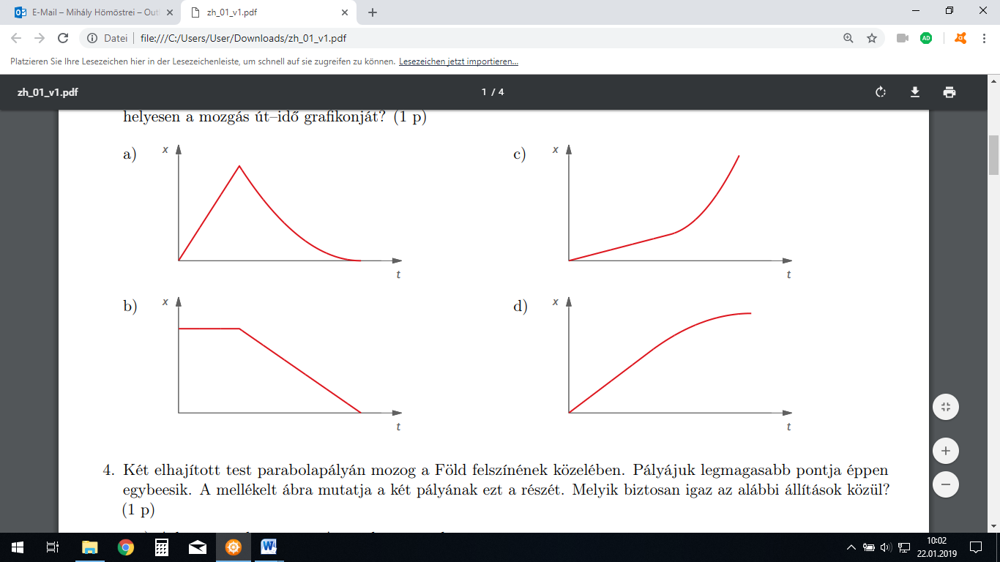 E-Mail – Mihály Hömöstrei – Out
zh_01_v1.pdf
Datei
file:///C:/Users/User/Downloads/zh_01_v1.pdf
AD
Platzieren Sie Ihre Lesezeichen hier in der Lesezeichenleiste, um schnell auf sie zugreifen zu können. Lesezeichen jetzt importieren...
zh_01_v1.pdf
1 / 4
helyesen a mozgás út–idő grafikonját? (1 p)
a)
x
t
c)
x
t
b)
x
t
d)
x
t
4. Két elhajított test parabolapályán mozog a Föld felszínének közelében. Pályájuk legmagasabb pontja éppen
egybeesik. A mellékelt ábra mutatja a két pályának ezt a részét. Melyik biztosan igaz az alábbi állítások közül?
(1 p)
10:02
22.01.2019